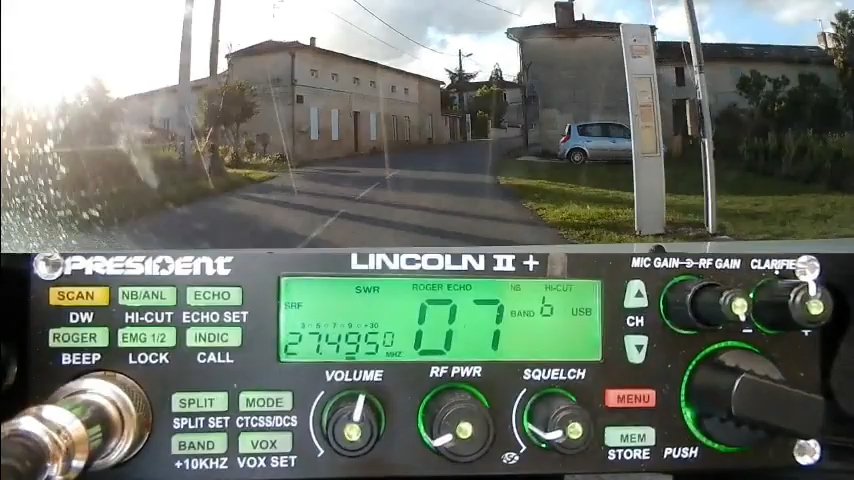 PRESIDENT
LINCOLN II +
MIC GAIN RF GAIN CLARIFIE
SCAN NB/ANL ECHO
DW HI-CUT ECHO SET
ROGER EMG 1/2 INDIC
BEEP LOCK CALL
SWR ROGER ECHO NB HI-CUT
SRF 07 BAND 6 USB
27.4950 MHZ
CH
VOLUME RF PWR SQUELCH
SPLIT MODE
SPLIT SET CTCSS/DCS
BAND VOX
+10KHZ VOX SET
MENU
MEM
STORE PUSH